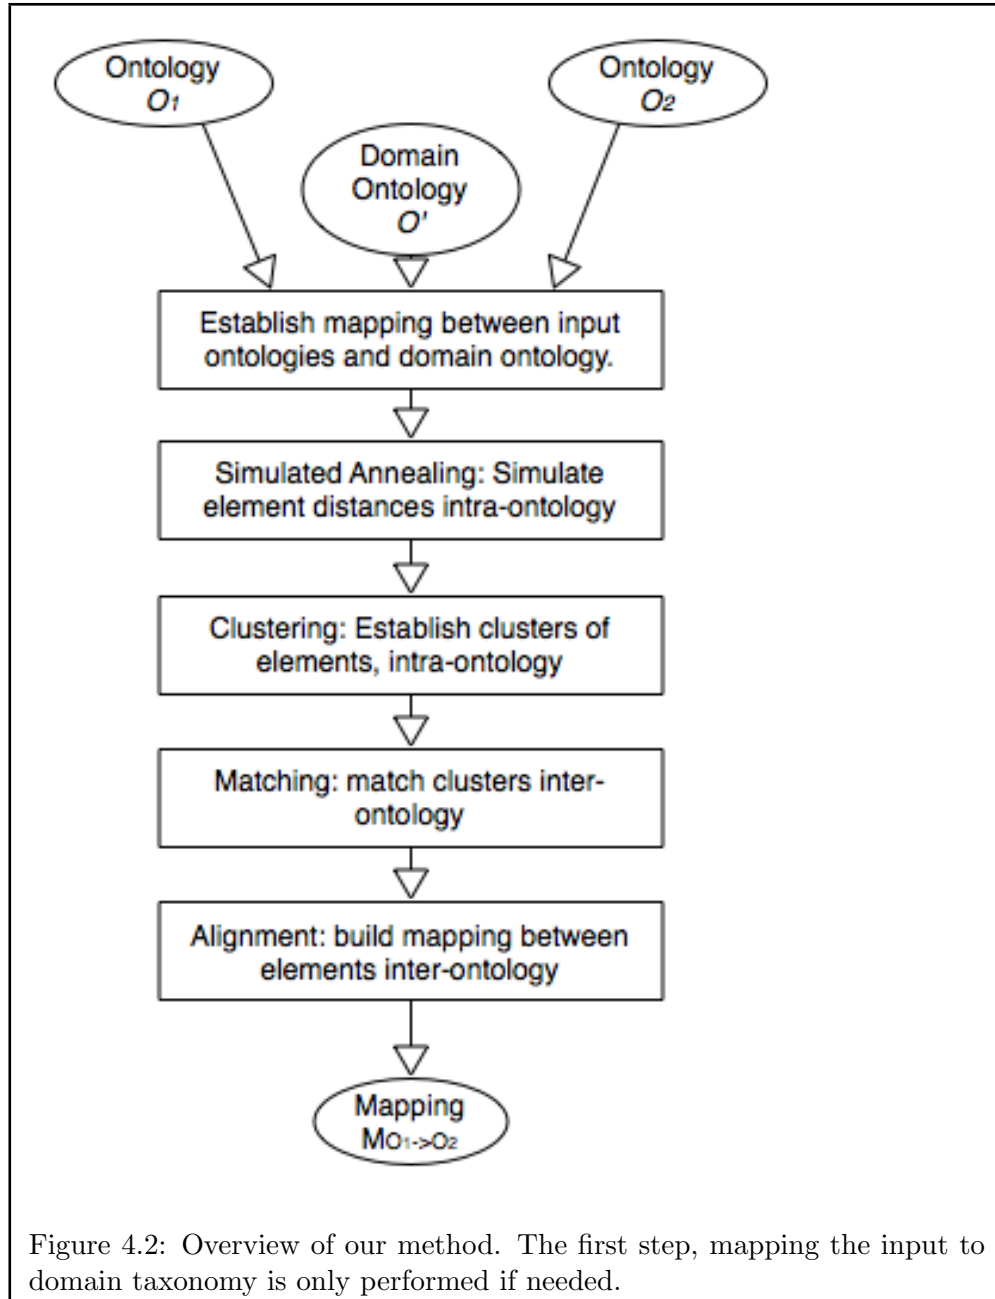 Ontology
O1
Ontology
O2
Domain
Ontology
O'
Establish mapping between input
ontologies and domain ontology.
Simulated Annealing: Simulate
element distances intra-ontology
Clustering: Establish clusters of
elements, intra-ontology
Matching: match clusters inter-
ontology
Alignment: build mapping between
elements inter-ontology
Mapping
MO1->O2
Figure 4.2: Overview of our method. The first step, mapping the input to
domain taxonomy is only performed if needed.